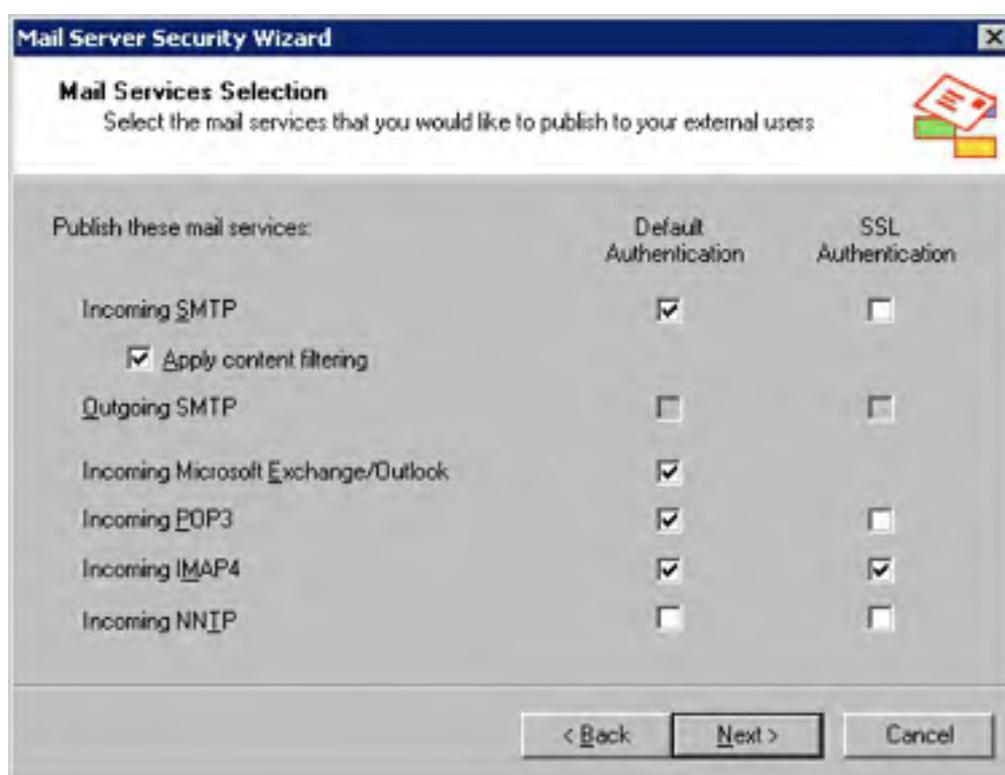 Mail Server Security Wizard
Mail Services Selection
Select the mail services that you would like to publish to your external users
Publish these mail services:
Default Authentication
SSL Authentication
Incoming SMTP
Apply content filtering
Outgoing SMTP
Incoming Microsoft Exchange/Outlook
Incoming POP3
Incoming IMAP4
Incoming NNTP
< Back
Next >
Cancel